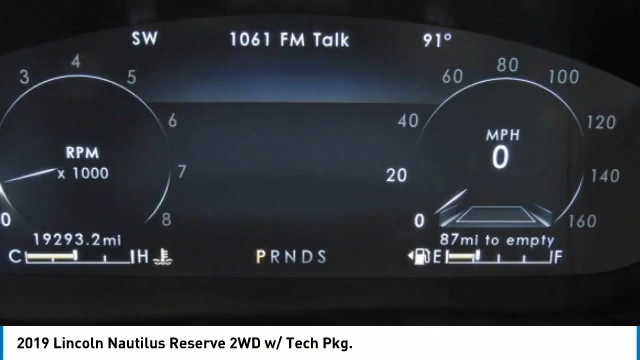 SW 1061 FM Talk 91°
3 4 5 6 7 8 0
RPM
x 1000
19293.2mi
C H
PRNDS
0 20 40 60 80 100 120 140 160
MPH
0
87mi to empty
E F
2019 Lincoln Nautilus Reserve 2WD w/ Tech Pkg.